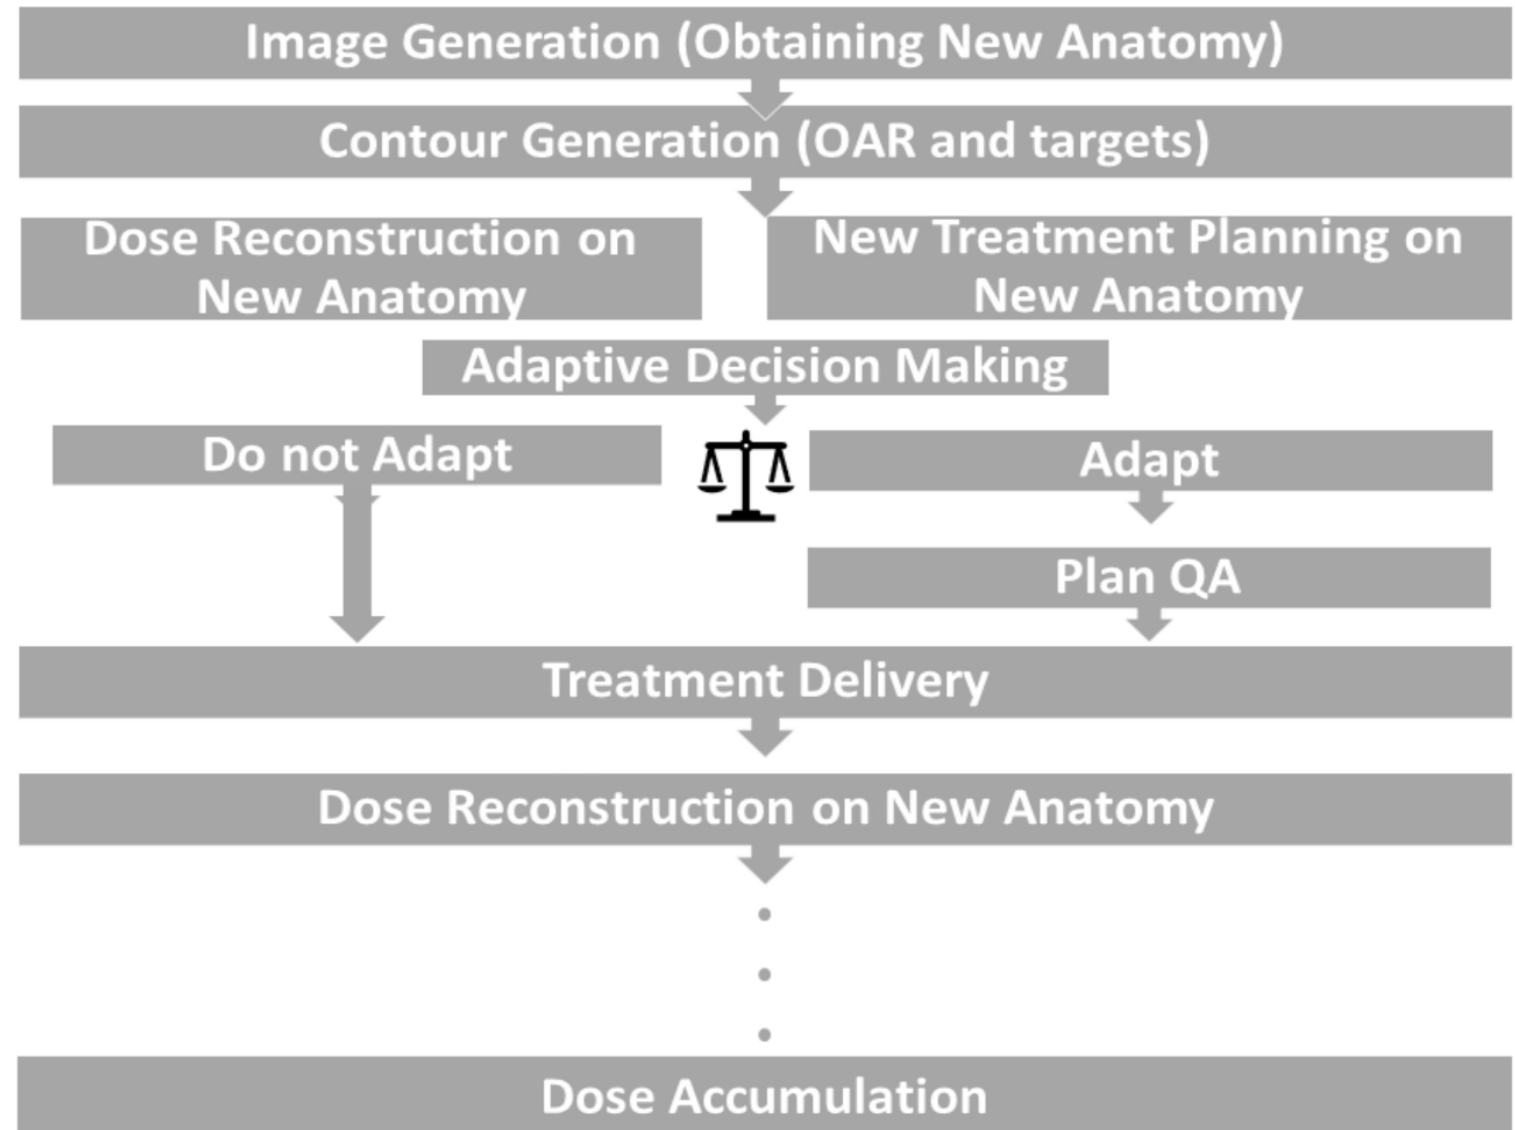 Image Generation (Obtaining New Anatomy)
Contour Generation (OAR and targets)
Dose Reconstruction on
New Anatomy
New Treatment Planning on
New Anatomy
Adaptive Decision Making
Do not Adapt
Adapt
Plan QA
Treatment Delivery
Dose Reconstruction on New Anatomy
Dose Accumulation